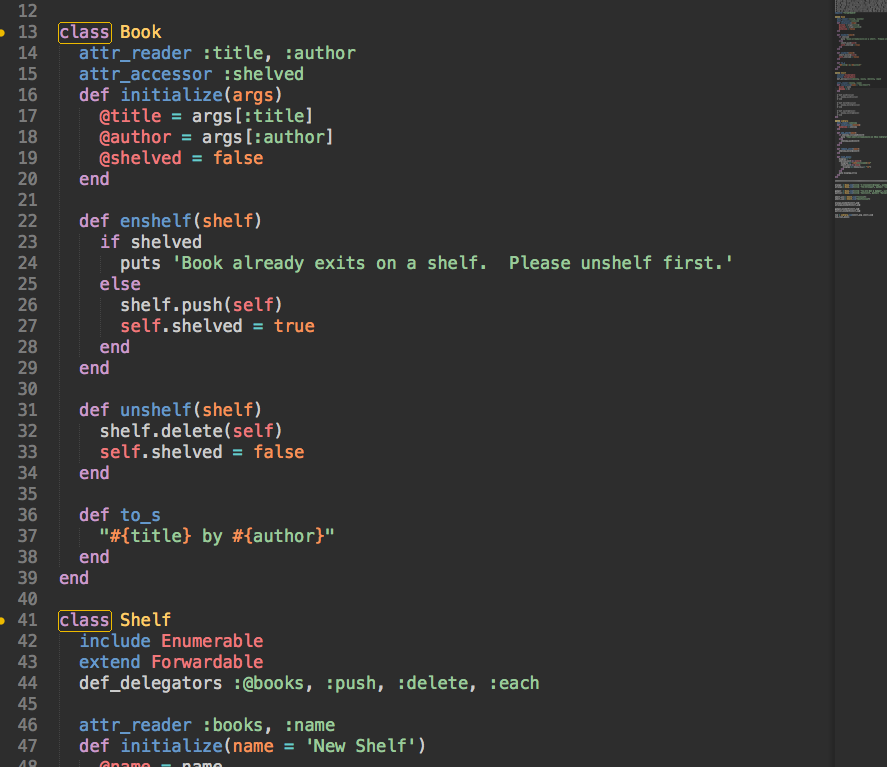 12
13 class Book
14   attr_reader :title, :author
15   attr_accessor :shelved
16   def initialize(args)
17     @title = args[:title]
18     @author = args[:author]
19     @shelved = false
20   end
21
22   def enshelf(shelf)
23     if shelved
24       puts 'Book already exits on a shelf.  Please unshelf first.'
25     else
26       shelf.push(self)
27       self.shelved = true
28     end
29   end
30
31   def unshelf(shelf)
32     shelf.delete(self)
33     self.shelved = false
34   end
35
36   def to_s
37     "#{title} by #{author}"
38   end
39 end
40
41 class Shelf
42   include Enumerable
43   extend Forwardable
44   def_delegators :@books, :push, :delete, :each
45
46   attr_reader :books, :name
47   def initialize(name = 'New Shelf')
48     @name = name